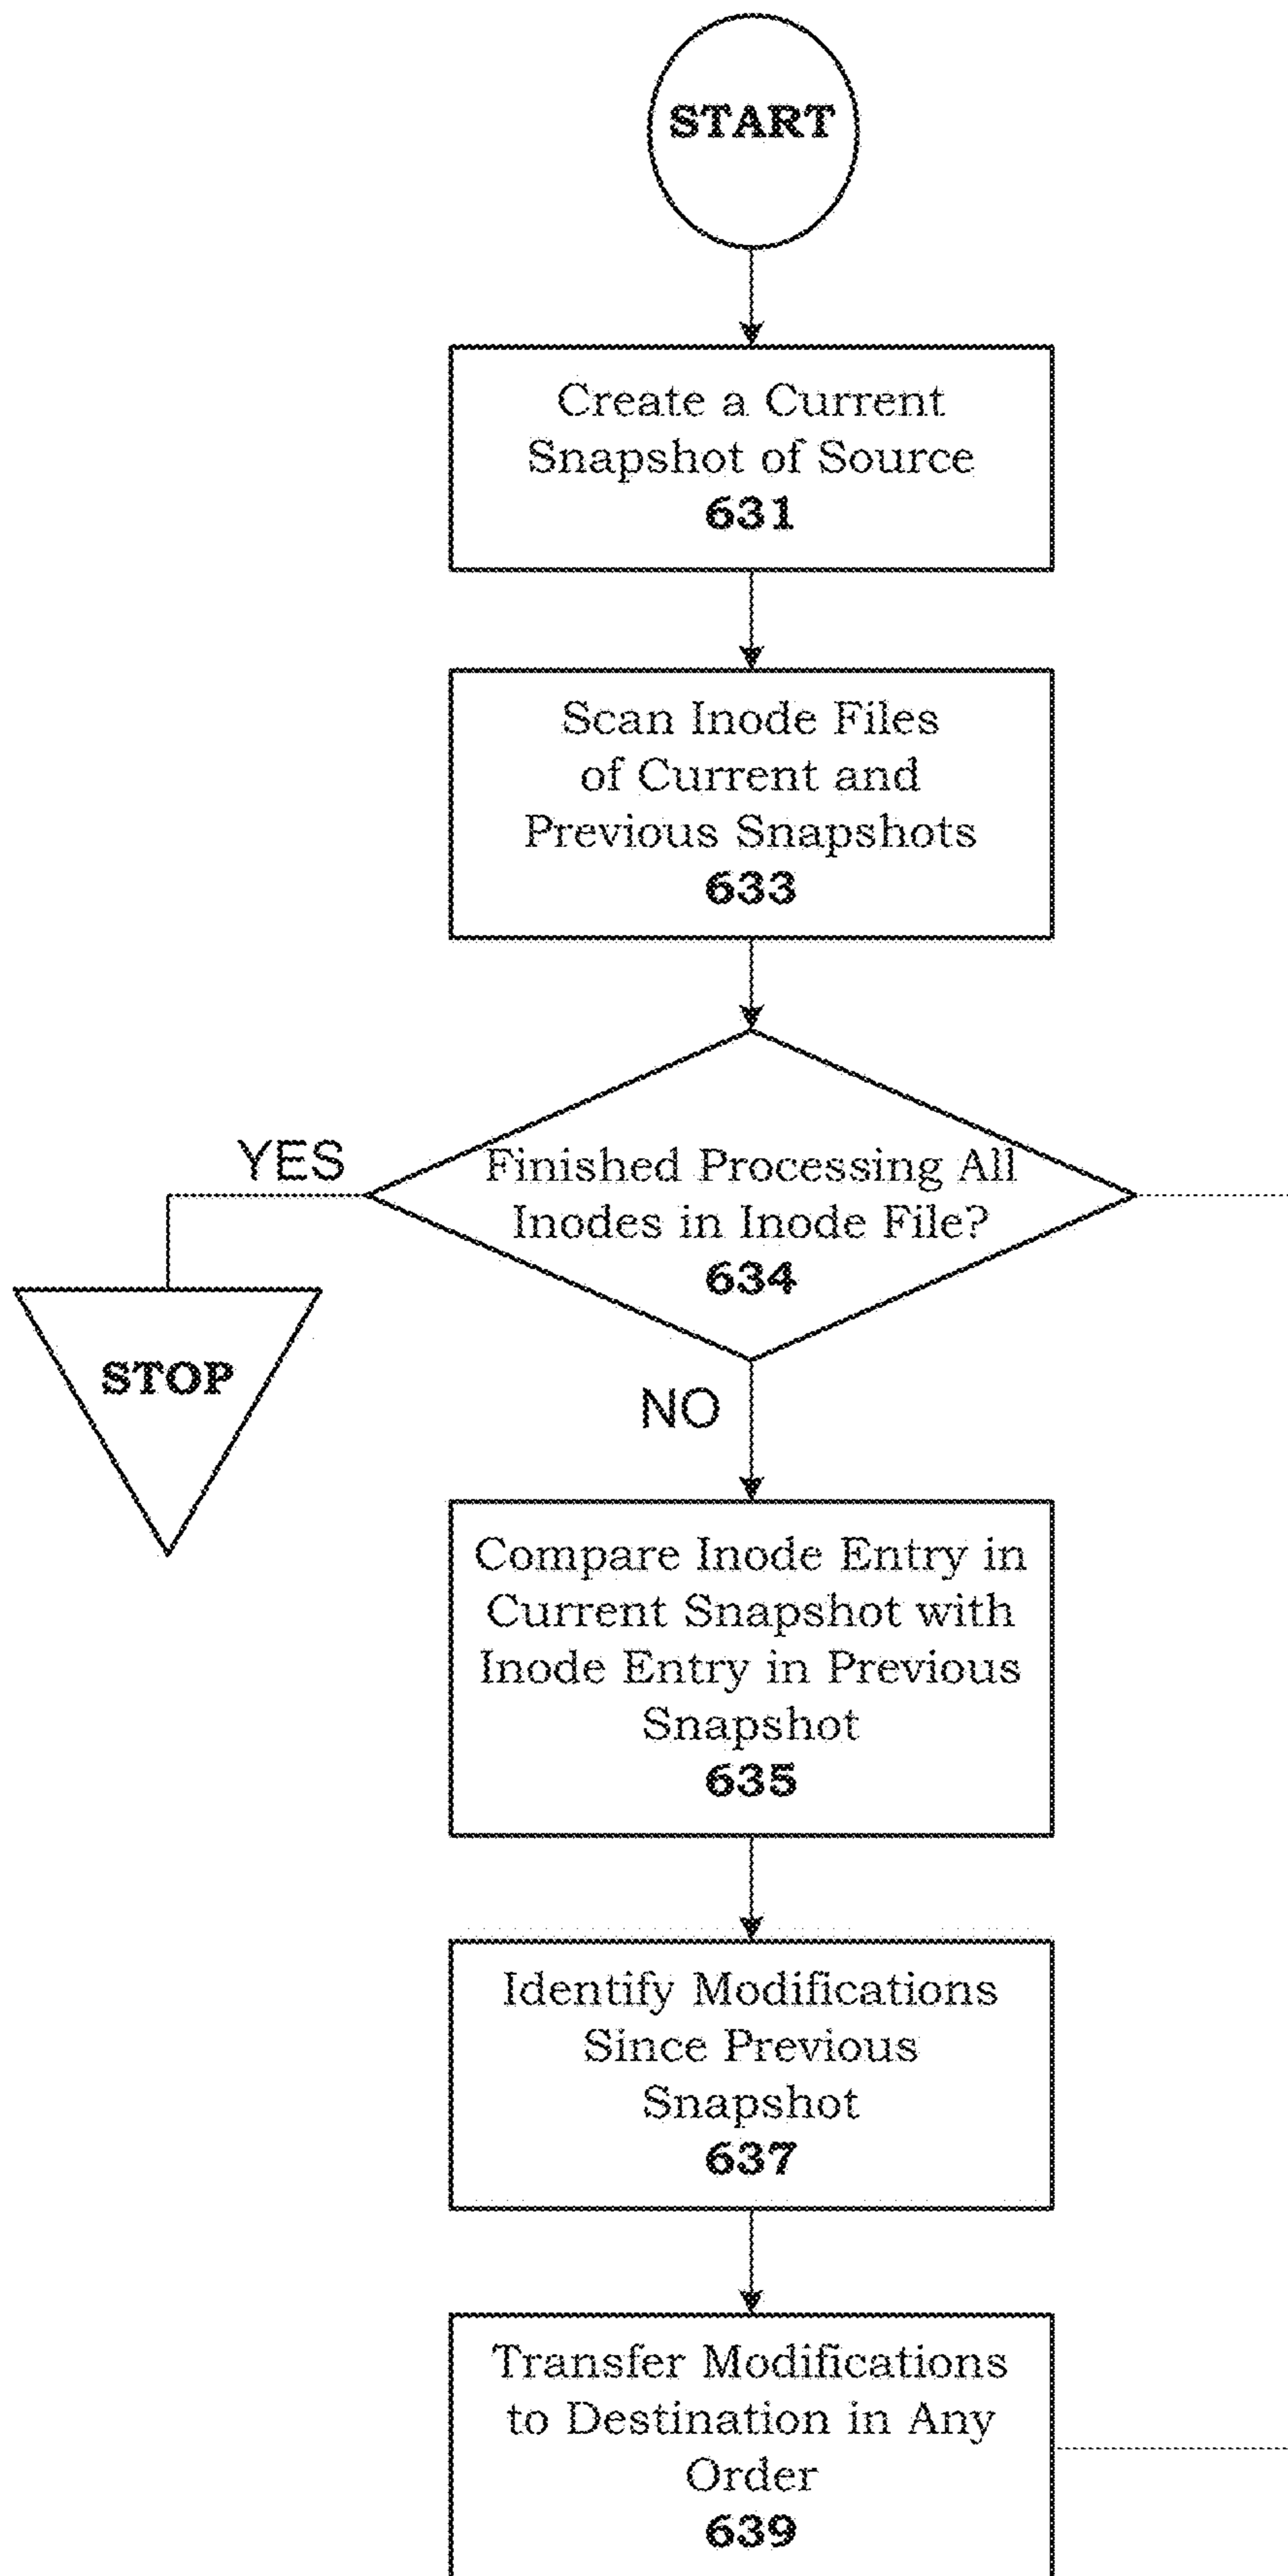 START
Create a Current
Snapshot of Source
631
Scan Inode Files
of Current and
Previous Snapshots
633
YES
Finished Processing All
Inodes in Inode File?
634
STOP
NO
Compare Inode Entry in
Current Snapshot with
Inode Entry in Previous
Snapshot
635
Identify Modifications
Since Previous
Snapshot
637
Transfer Modifications
to Destination in Any
Order
639